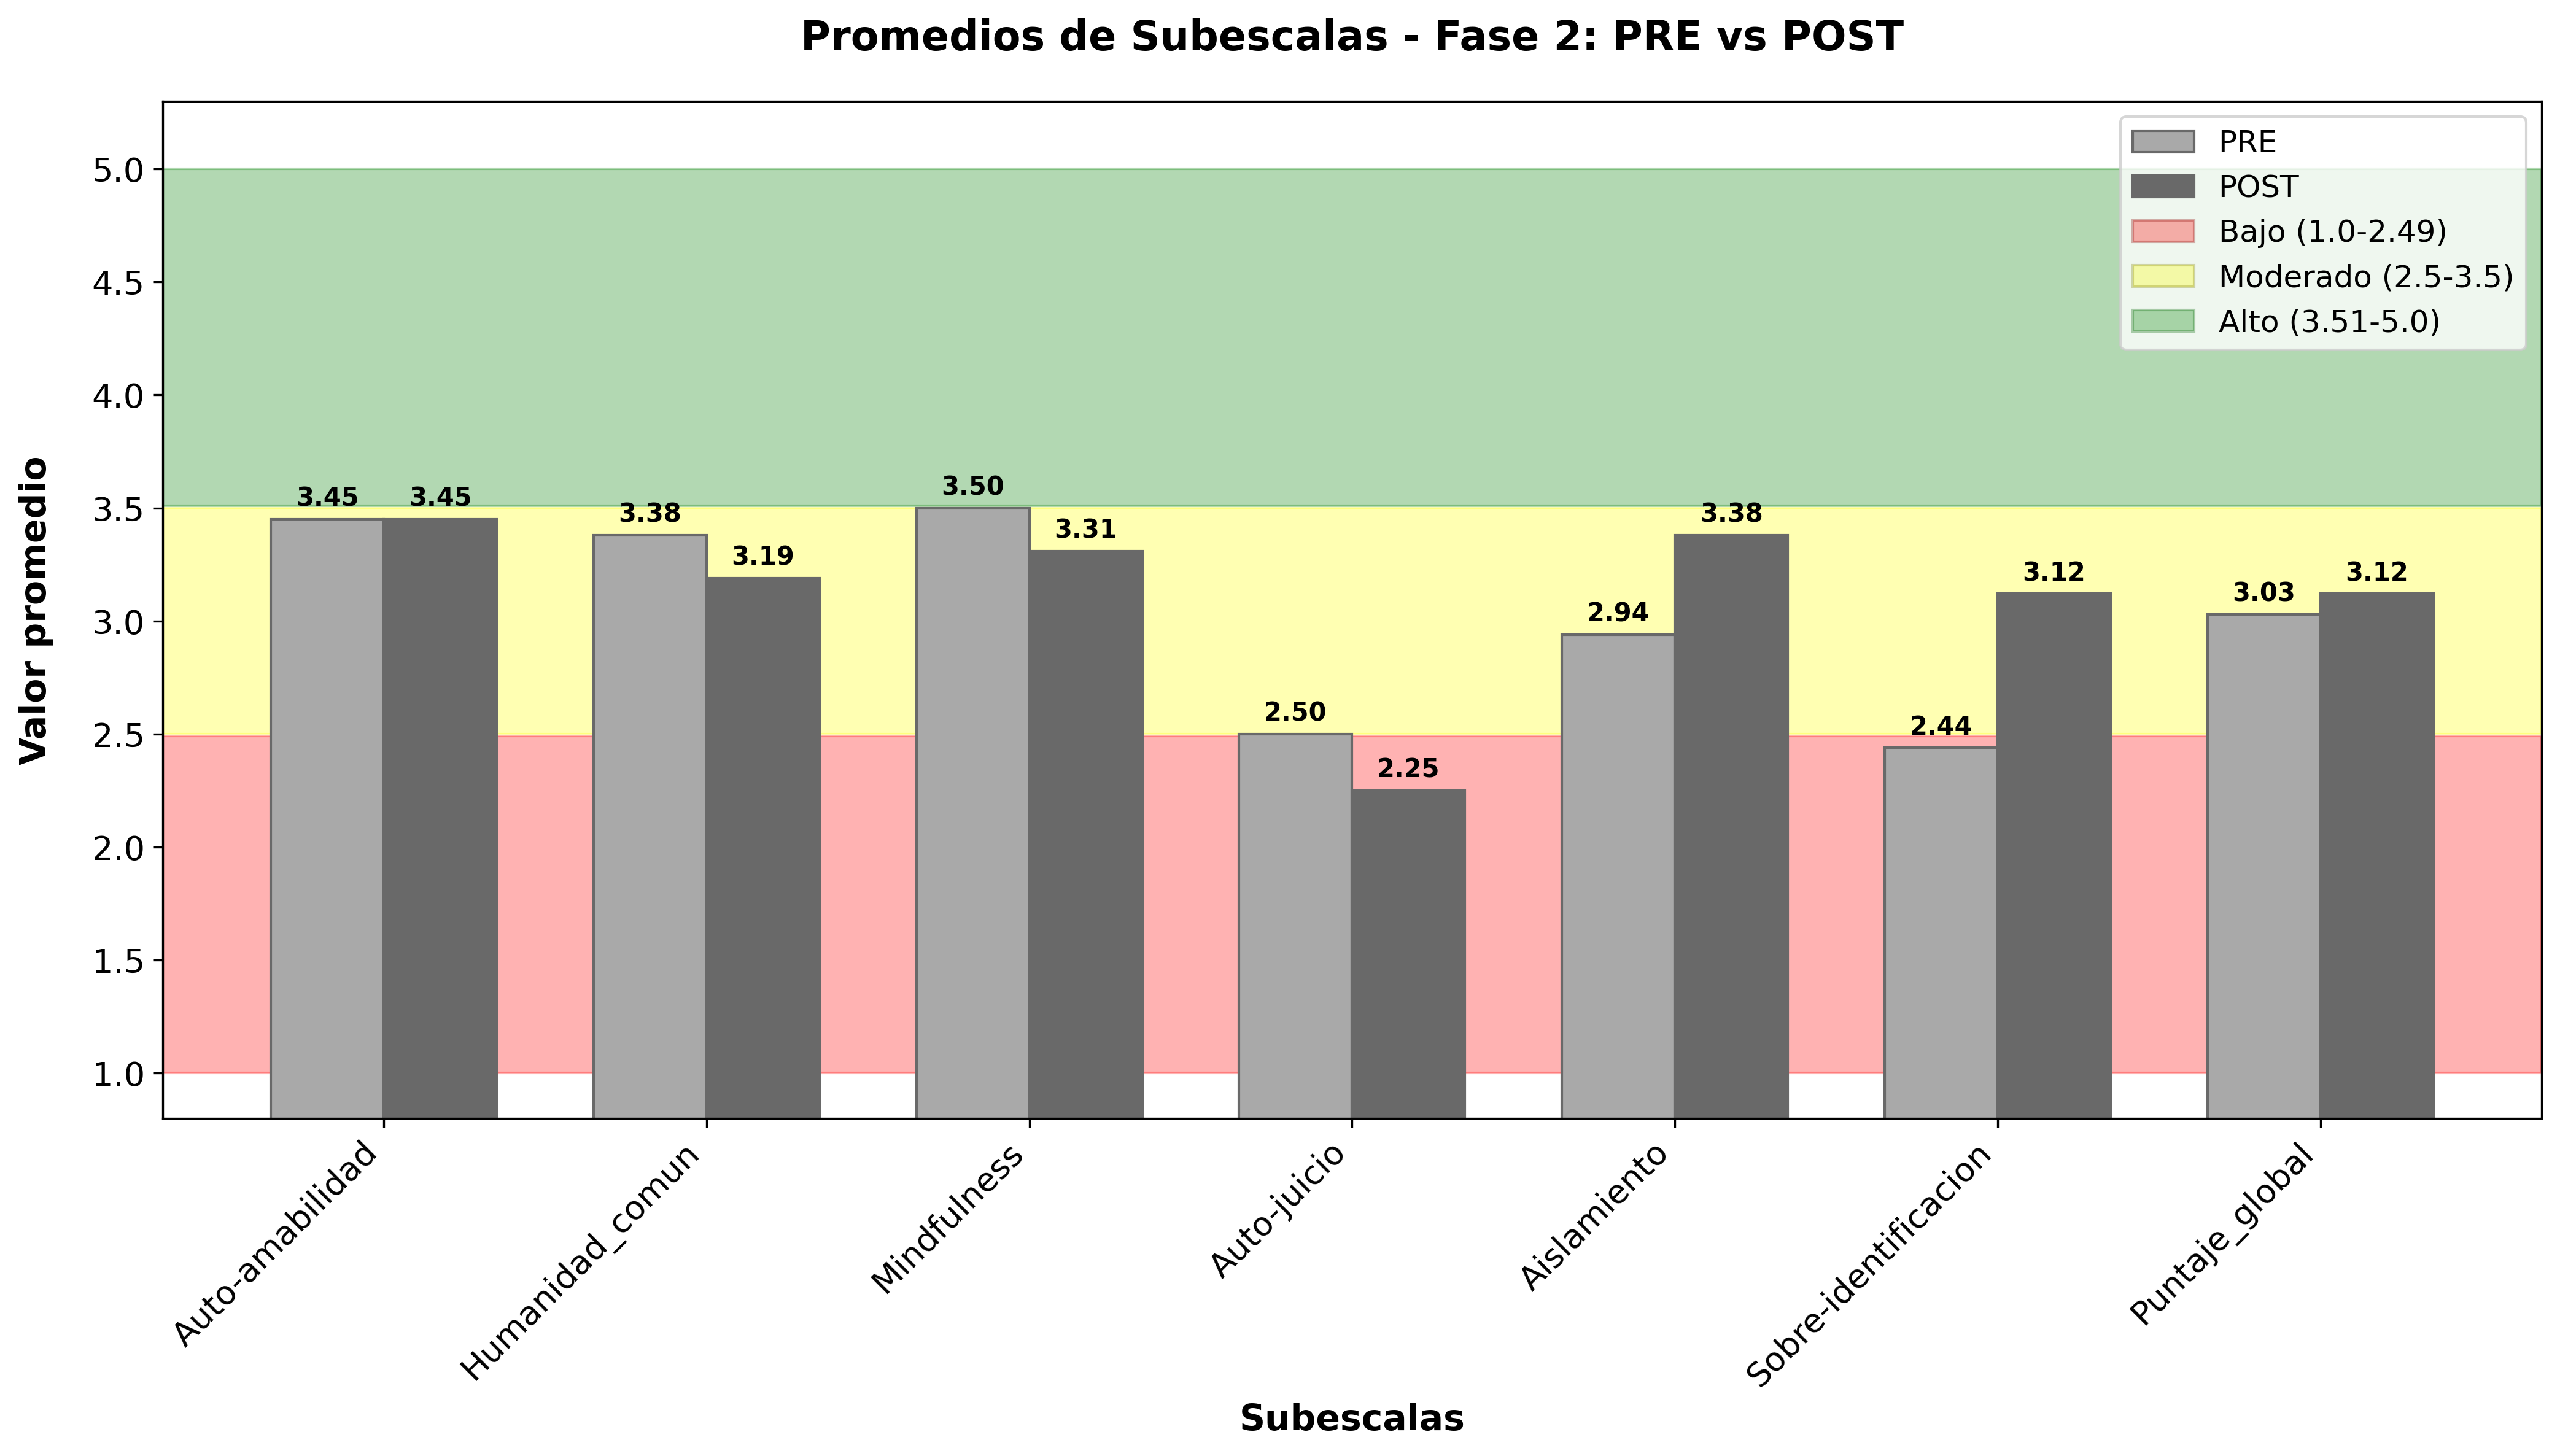 Promedios de Subescalas - Fase 2: PRE vs POST
PRE
POST
Bajo (1.0-2.49)
Moderado (2.5-3.5)
Alto (3.51-5.0)
Valor promedio
5.0
4.5
4.0
3.5
3.0
2.5
2.0
1.5
1.0
3.45
3.45
3.38
3.19
3.50
3.31
2.50
2.25
2.94
3.38
2.44
3.12
3.03
3.12
Auto-amabilidad
Humanidad_comun
Mindfulness
Auto-juicio
Aislamiento
Sobre-identificacion
Puntaje_global
Subescalas